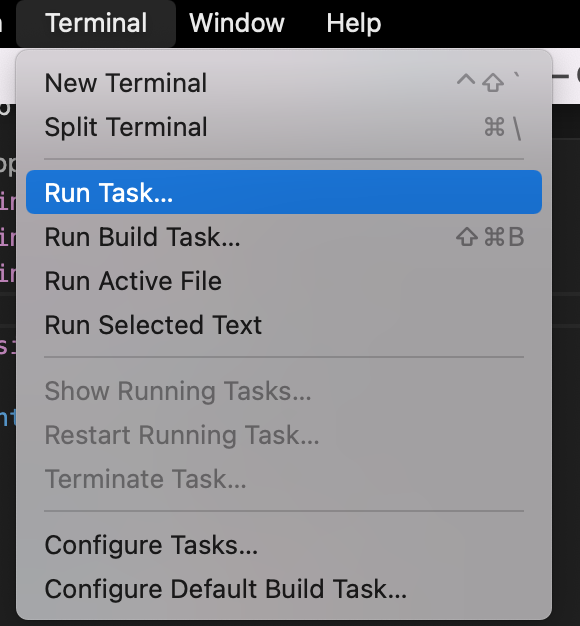 Terminal Window Help
New Terminal ⌃⇧`
Split Terminal ⌘\
Run Task...
Run Build Task... ⇧⌘B
Run Active File
Run Selected Text
Show Running Tasks...
Restart Running Task...
Terminate Task...
Configure Tasks...
Configure Default Build Task...